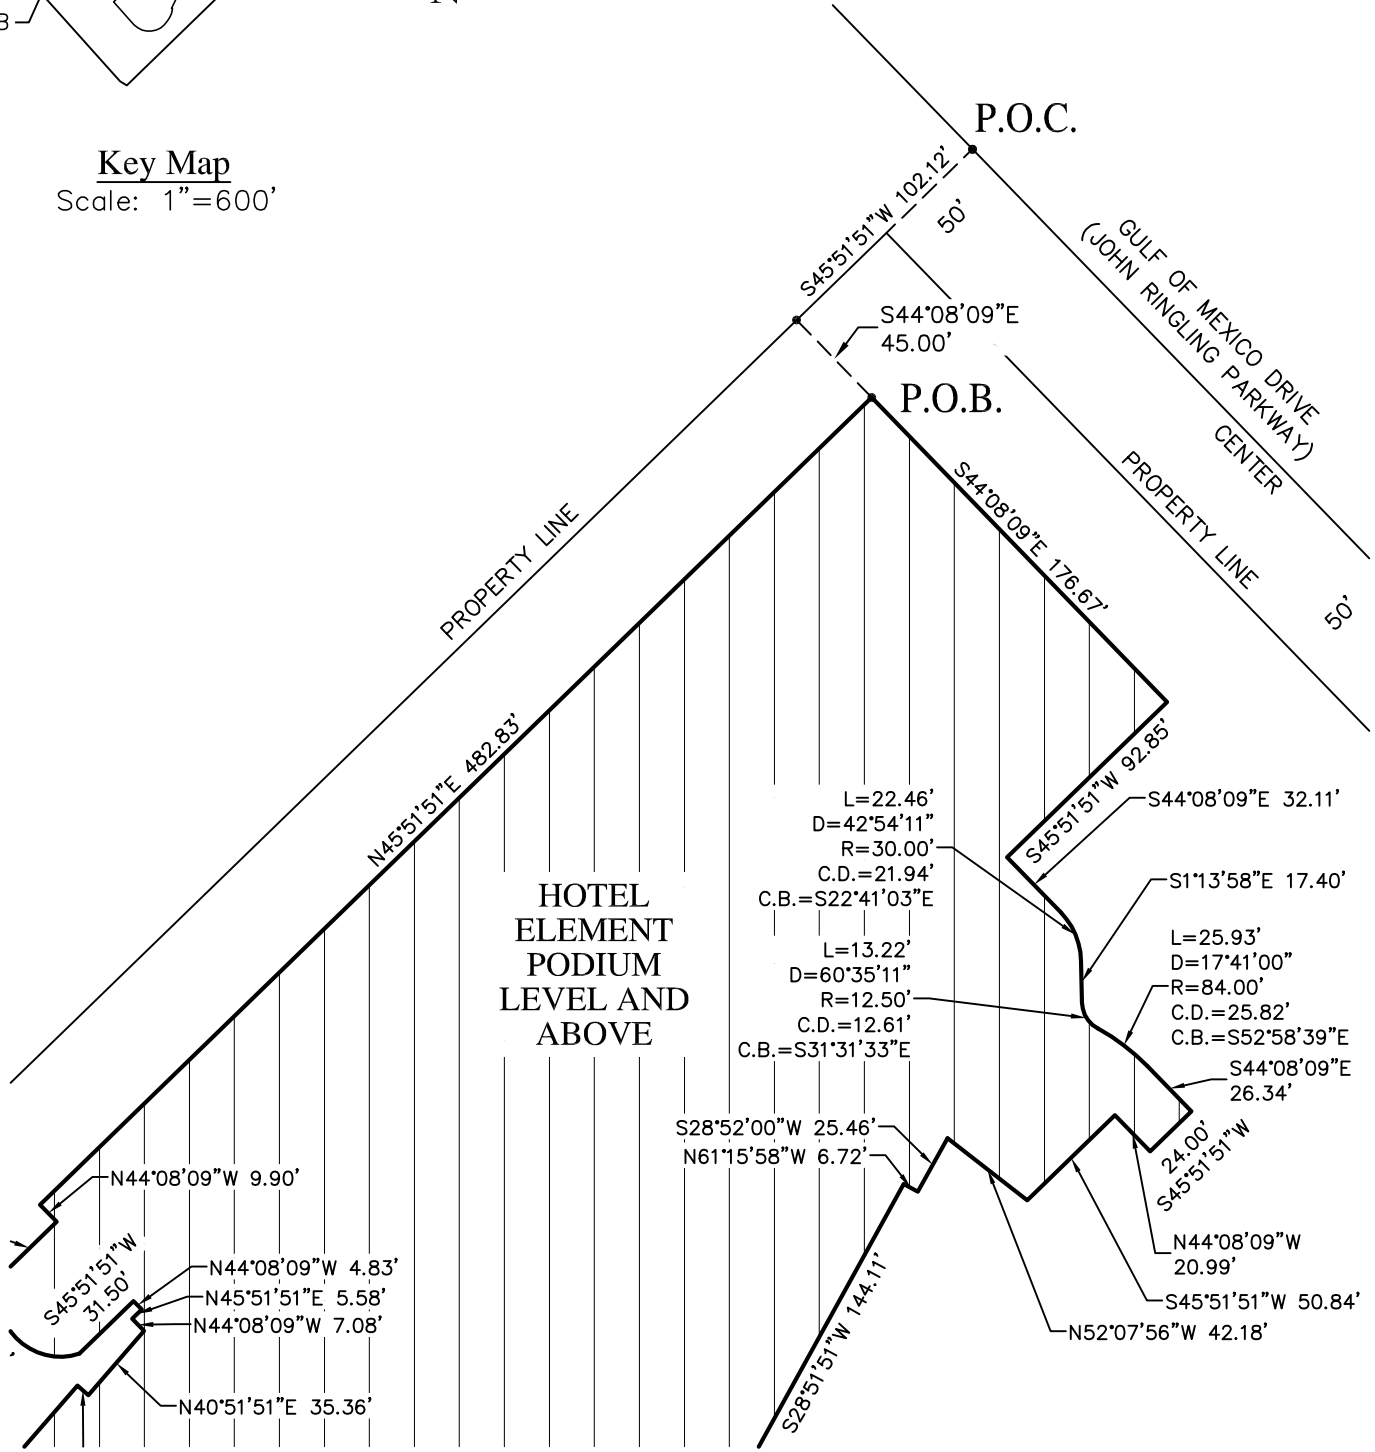 B
N
P.O.C.
Key Map
Scale: 1"=600'
S45°51'51"W 102.12'
50'
GULF OF MEXICO DRIVE
(JOHN RINGLING PARKWAY)
CENTER
S44°08'09"E
45.00'
P.O.B.
PROPERTY LINE
S44°08'09"E 176.67'
PROPERTY LINE
50'
N45°51'51"E 482.83'
S45°51'51"W 92.85'
L=22.46'
D=42°54'11"
R=30.00'
C.D.=21.94'
C.B.=S22°41'03"E
S44°08'09"E 32.11'
S1°13'58"E 17.40'
HOTEL
ELEMENT
PODIUM
LEVEL AND
ABOVE
L=13.22'
D=60°35'11"
R=12.50'
C.D.=12.61'
C.B.=S31°31'33"E
L=25.93'
D=17°41'00"
R=84.00'
C.D.=25.82'
C.B.=S52°58'39"E
S44°08'09"E
26.34'
S28°52'00"W 25.46'
N61°15'58"W 6.72'
24.00'
S45°51'51"W
N44°08'09"W 9.90'
N44°08'09"W
20.99'
S45°51'51"W
31.50'
N44°08'09"W 4.83'
N45°51'51"E 5.58'
N44°08'09"W 7.08'
S45°51'51"W 50.84'
N52°07'56"W 42.18'
S28°51'51"W 144.11'
N40°51'51"E 35.36'